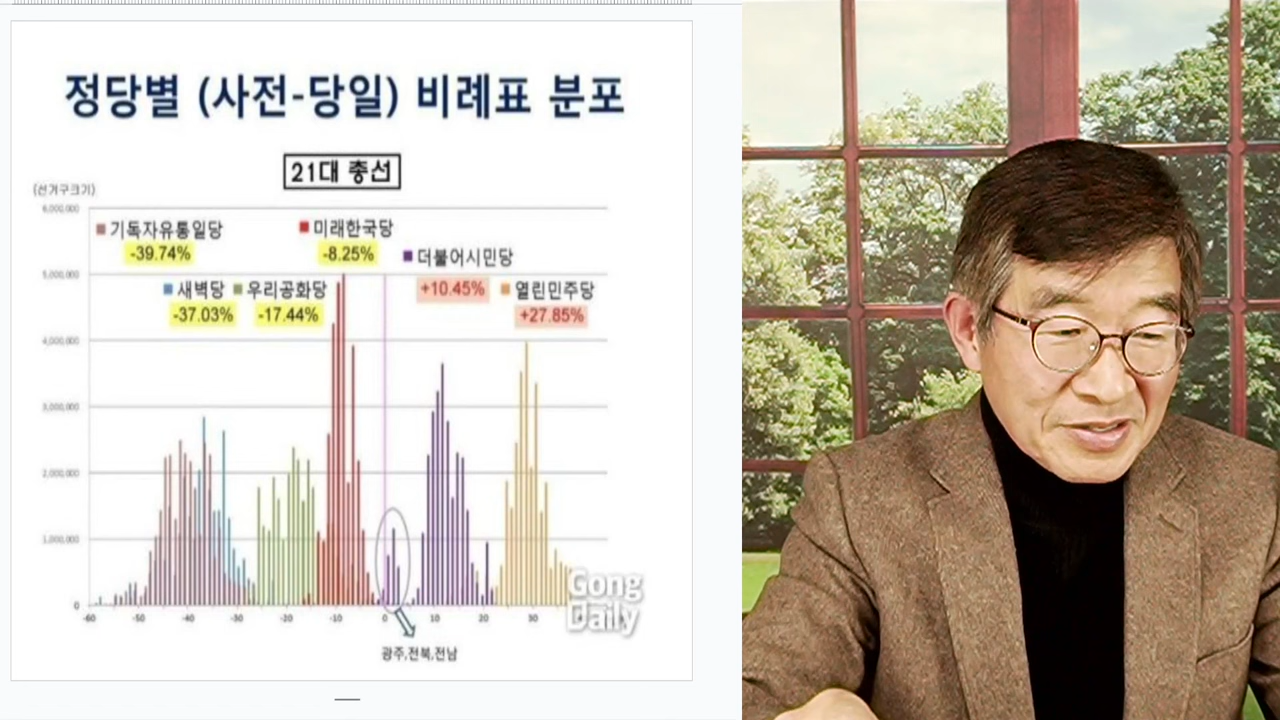 정당별 (사전-당일) 비례표 분포
21대 총선
(선거구크기)
6,000,000
기독자유통일당
-39.74%
미래한국당
-8.25%
더불어시민당
+10.45%
5,000,000
새벽당
-37.03%
우리공화당
-17.44%
열린민주당
+27.85%
4,000,000
3,000,000
2,000,000
1,000,000
0
-60 -50 -40 -30 -20 -10 0 10 20 30
광주,전북,전남
Gong
Daily